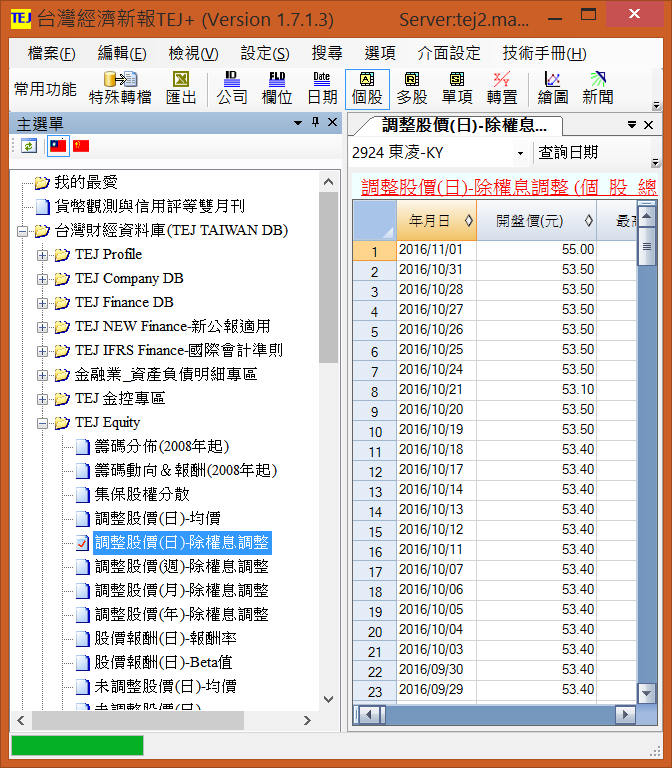 TEJ 台灣經濟新報TEJ+ (Version 1.7.1.3) Server:tej2.ma...
檔案(F) 編輯(E) 檢視(V) 設定(S) 搜尋 選項 介面設定 技術手冊(H)
常用功能 特殊轉檔 匯出 ID 公司 FLD 欄位 Date 日期 A 個股 R 多股 S 單項 X/Y 轉置 繪圖 新聞
主選單
我的最愛
貨幣觀測與信用評等雙月刊
台灣財經資料庫(TEJ TAIWAN DB)
TEJ Profile
TEJ Company DB
TEJ Finance DB
TEJ NEW Finance-新公報適用
TEJ IFRS Finance-國際會計準則
金融業_資產負債明細專區
TEJ 金控專區
TEJ Equity
籌碼分佈(2008年起)
籌碼動向＆報酬(2008年起)
集保股權分散
調整股價(日)-均價
調整股價(日)-除權息調整
調整股價(週)-除權息調整
調整股價(月)-除權息調整
調整股價(年)-除權息調整
股價報酬(日)-報酬率
股價報酬(日)-Beta值
未調整股價(日)-均價
調整股價(日)-除權息...
2924 東凌-KY 查詢日期
調整股價(日)-除權息調整 (個 股 總
年月日 開盤價(元) 最高
1 2016/11/01 55.00
2 2016/10/31 53.50
3 2016/10/28 53.50
4 2016/10/27 53.50
5 2016/10/26 53.50
6 2016/10/25 53.50
7 2016/10/24 53.50
8 2016/10/21 53.10
9 2016/10/20 53.50
10 2016/10/19 53.50
11 2016/10/18 53.40
12 2016/10/17 53.40
13 2016/10/14 53.40
14 2016/10/13 53.40
15 2016/10/12 53.40
16 2016/10/11 53.40
17 2016/10/07 53.40
18 2016/10/06 53.40
19 2016/10/05 53.40
20 2016/10/04 53.40
21 2016/10/03 53.40
22 2016/09/30 53.40
23 2016/09/29 53.40